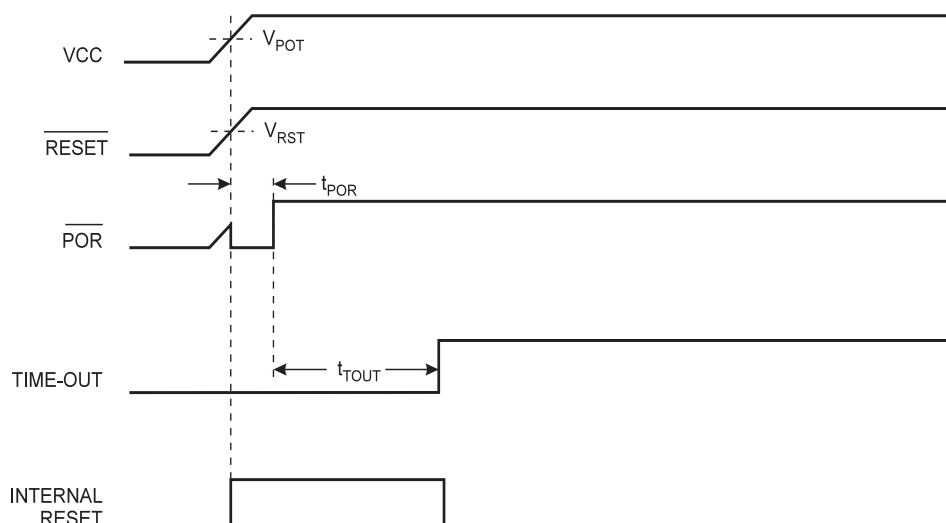 VCC
VPOT
RESET
VRST
tPOR
POR
TIME-OUT
tTOUT
INTERNAL
RESET